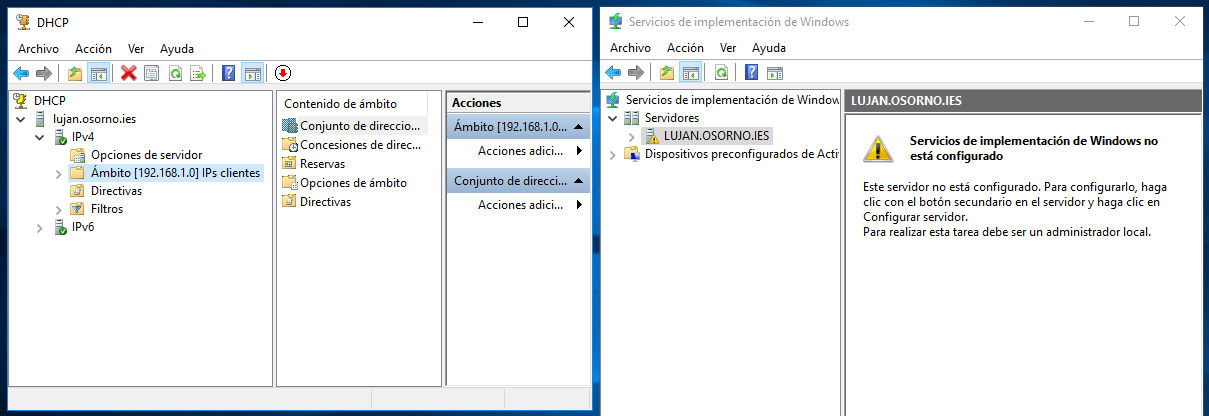 DHCP
Archivo Acción Ver Ayuda
DHCP
lujan.osorno.ies
IPv4
Opciones de servidor
Ámbito [192.168.1.0] IPs clientes
Directivas
Filtros
IPv6
Contenido de ámbito
Conjunto de direccio...
Concesiones de direc...
Reservas
Opciones de ámbito
Directivas
Acciones
Ámbito [192.168.1.0...
Acciones adici...
Conjunto de direcci...
Acciones adici...
Servicios de implementación de Windows
Archivo Acción Ver Ayuda
Servicios de implementación de Window
Servidores
LUJAN.OSORNO.IES
Dispositivos preconfigurados de Acti
LUJAN.OSORNO.IES
Servicios de implementación de Windows no
está configurado
Este servidor no está configurado. Para configurarlo, haga
clic con el botón secundario en el servidor y haga clic en
Configurar servidor.
Para realizar esta tarea debe ser un administrador local.